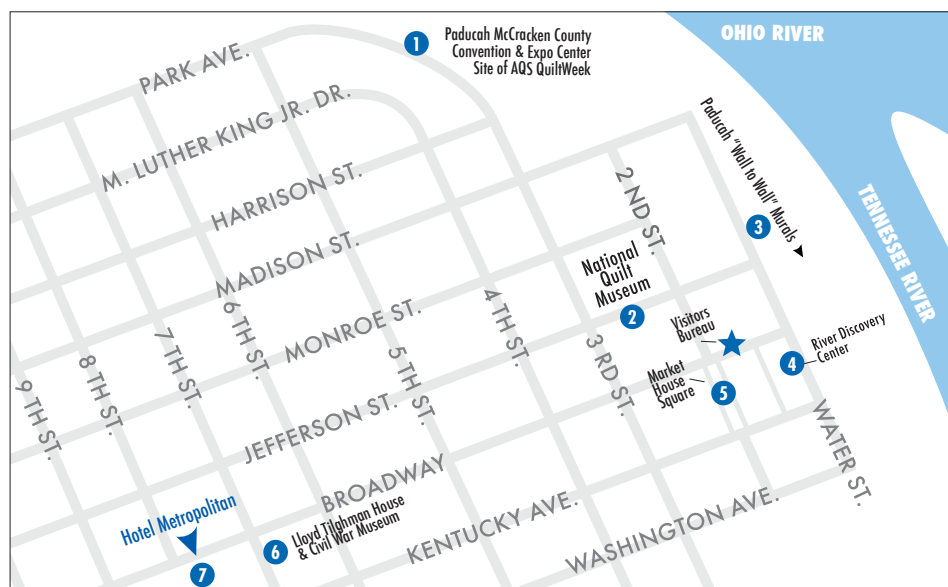 OHIO RIVER
1
Paducah McCracken County
Convention & Expo Center
Site of AQS QuiltWeek
PARK AVE.
M. LUTHER KING JR. DR.
HARRISON ST.
MADISON ST.
MONROE ST.
JEFFERSON ST.
BROADWAY
KENTUCKY AVE.
WASHINGTON AVE.
9 TH ST.
8 TH ST.
7 TH ST.
6 TH ST.
5 TH ST.
4 TH ST.
3 RD ST.
2 ND ST.
WATER ST.
Paducah "Wall to Wall" Murals
3
TENNESSEE RIVER
National
Quilt
Museum
2
Visitors
Bureau
River Discovery
Center
4
Market
House
Square
5
Hotel Metropolitan
7
6
Lloyd Tilghman House
& Civil War Museum